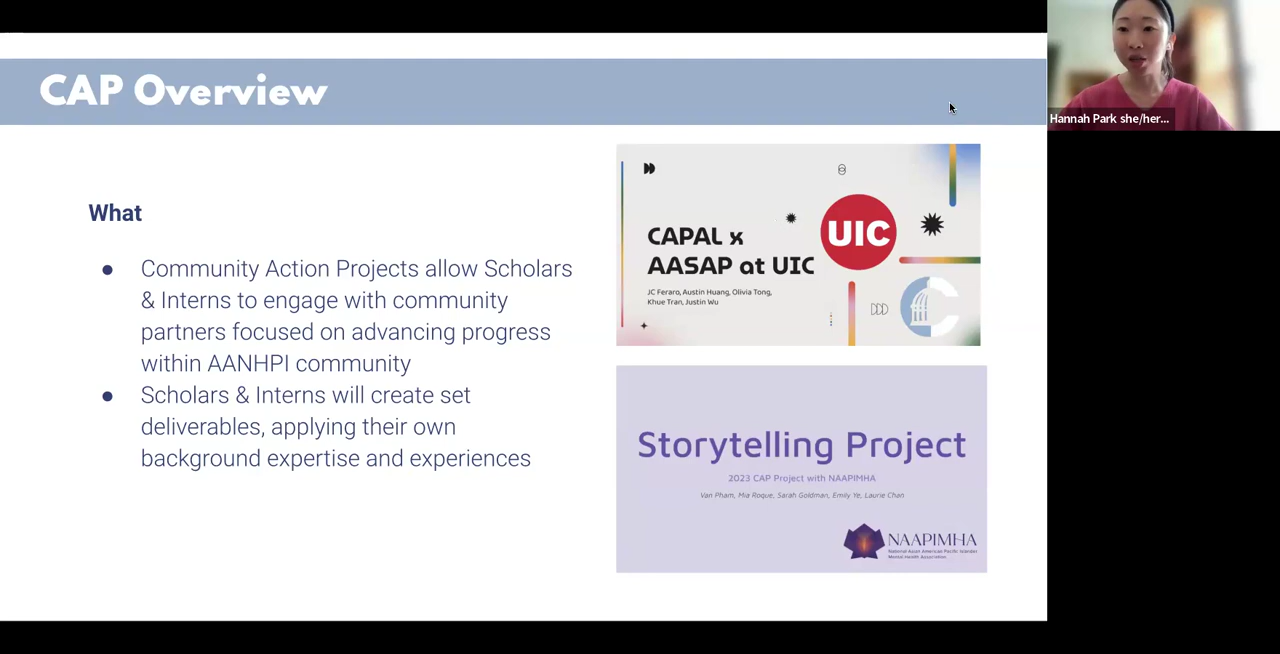 CAP Overview
Hannah Park she/her...
What
● Community Action Projects allow Scholars
& Interns to engage with community
partners focused on advancing progress
within AANHPI community
● Scholars & Interns will create set
deliverables, applying their own
background expertise and experiences
CAPAL x
AASAP at UIC
JC Feraro, Austin Huang, Olivia Tong,
Khue Tran, Justin Wu
UIC
Storytelling Project
2023 CAP Project with NAAPIMHA
Van Pham, Mia Roque, Sarah Goldman, Emily Ye, Laurie Chan
NAAPIMHA
National Asian American Pacific Islander
Mental Health Association